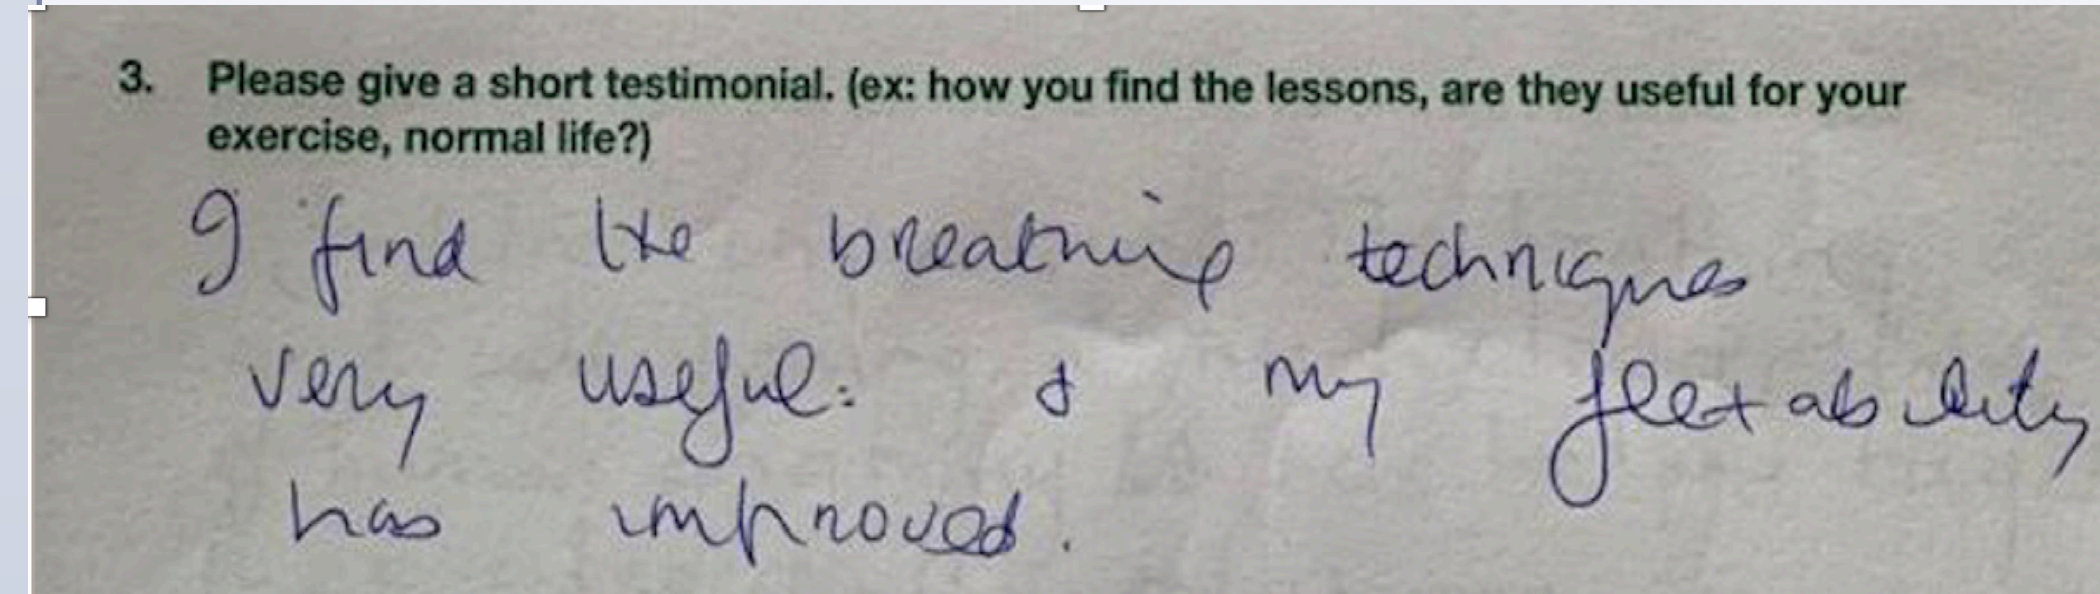 3. Please give a short testimonial. (ex: how you find the lessons, are they useful for your
exercise, normal life?)
I find the breathing techniques
very useful: & my flexability
has improved.